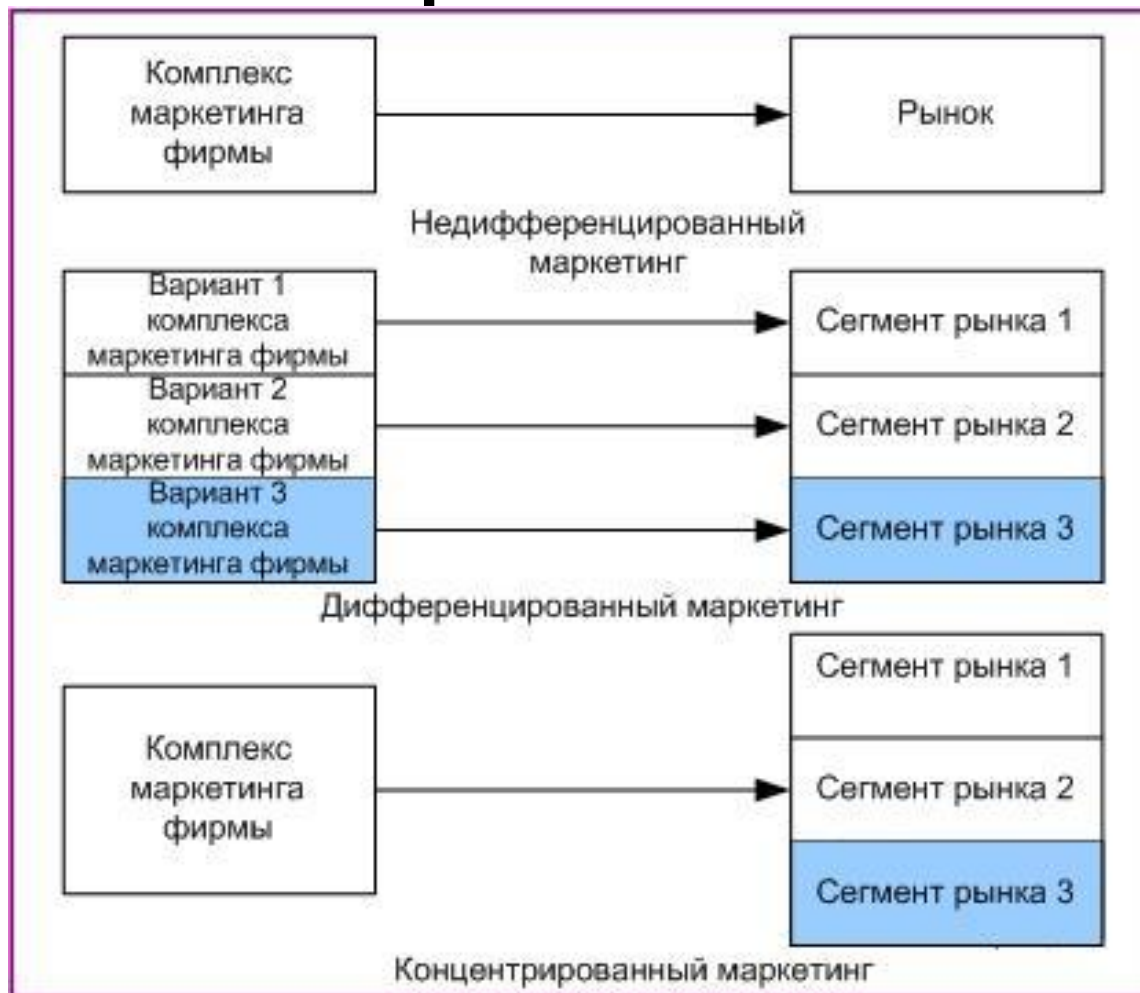 Комплекс
маркетинга
фирмы
Рынок
Недифференцированный
маркетинг
Вариант 1
комплекса
маркетинга фирмы
Сегмент рынка 1
Вариант 2
комплекса
маркетинга фирмы
Сегмент рынка 2
Вариант 3
комплекса
маркетинга фирмы
Сегмент рынка 3
Дифференцированный маркетинг
Комплекс
маркетинга
фирмы
Сегмент рынка 1
Сегмент рынка 2
Сегмент рынка 3
Концентрированный маркетинг